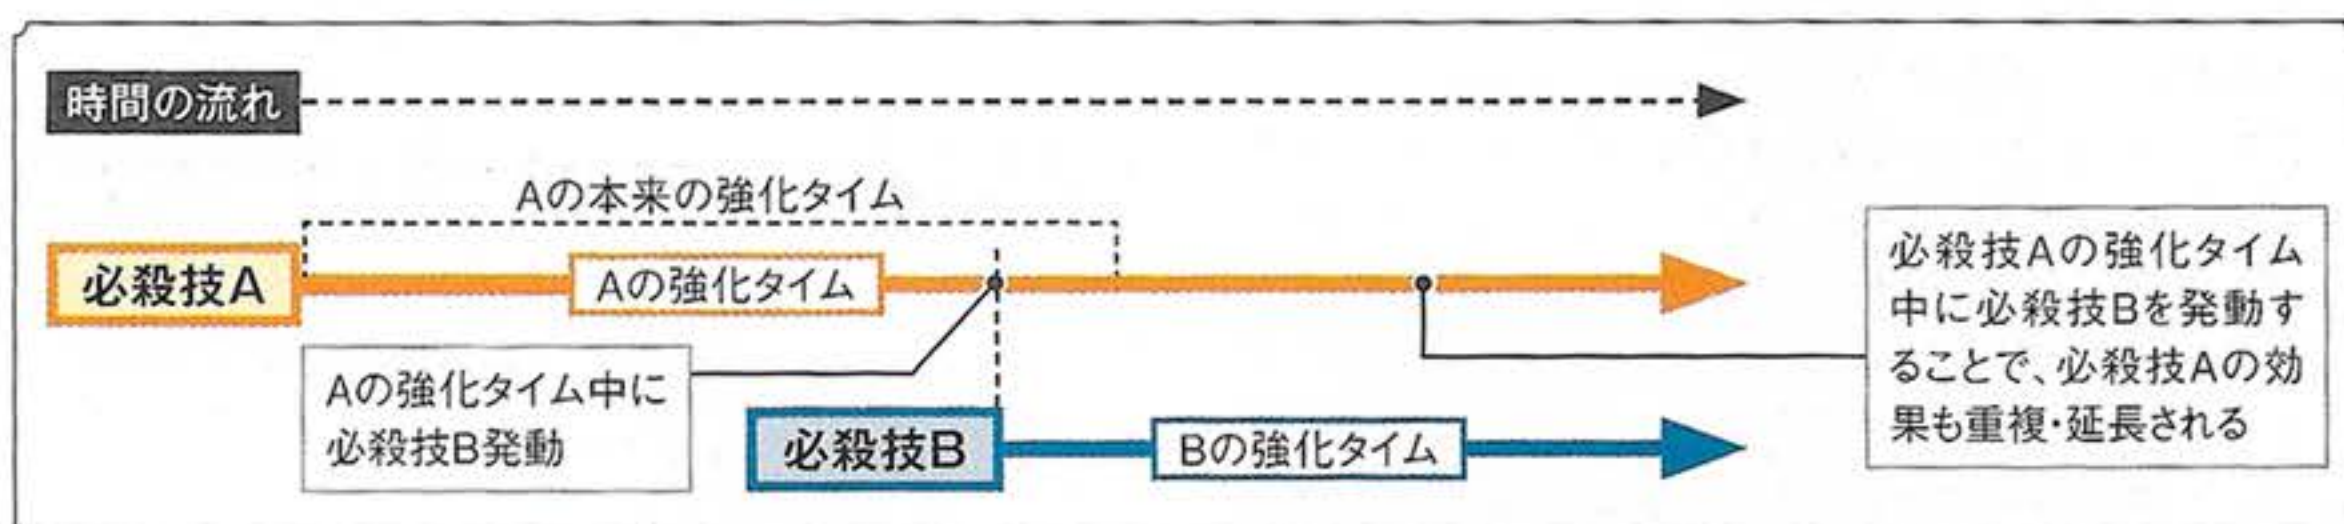 時間の流れ
Aの本来の強化タイム
必殺技A
Aの強化タイム
Aの強化タイム中に
必殺技B発動
必殺技B
Bの強化タイム
必殺技Aの強化タイム
中に必殺技Bを発動す
ることで、必殺技Aの効
果も重複・延長される